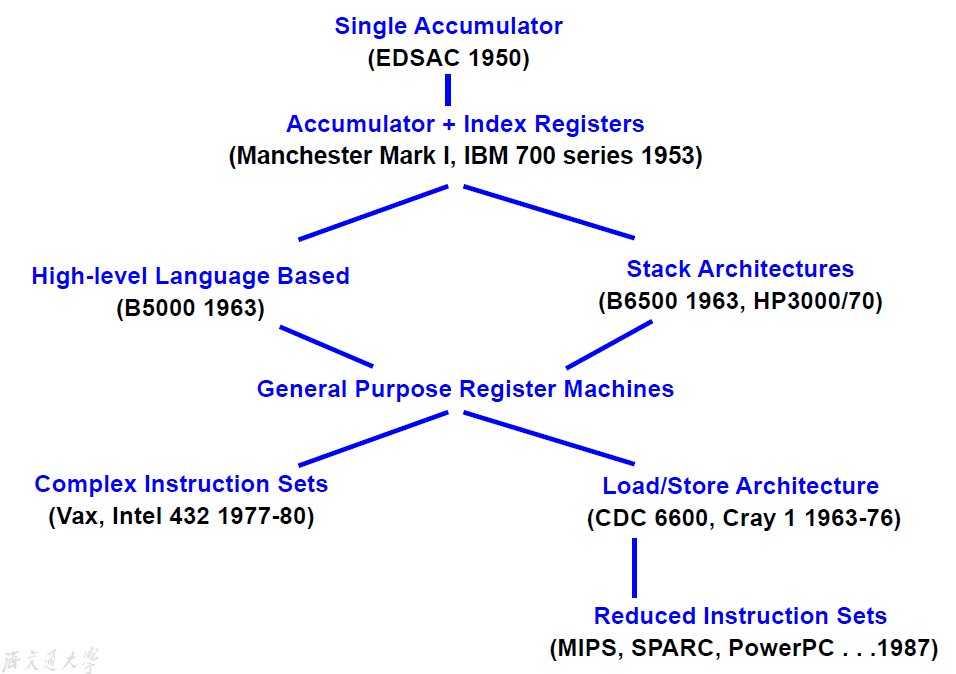 Single Accumulator
(EDSAC 1950)
Accumulator + Index Registers
(Manchester Mark I, IBM 700 series 1953)
High-level Language Based
(B5000 1963)
Stack Architectures
(B6500 1963, HP3000/70)
General Purpose Register Machines
Complex Instruction Sets
(Vax, Intel 432 1977-80)
Load/Store Architecture
(CDC 6600, Cray 1 1963-76)
Reduced Instruction Sets
(MIPS, SPARC, PowerPC . . .1987)
海交通大学